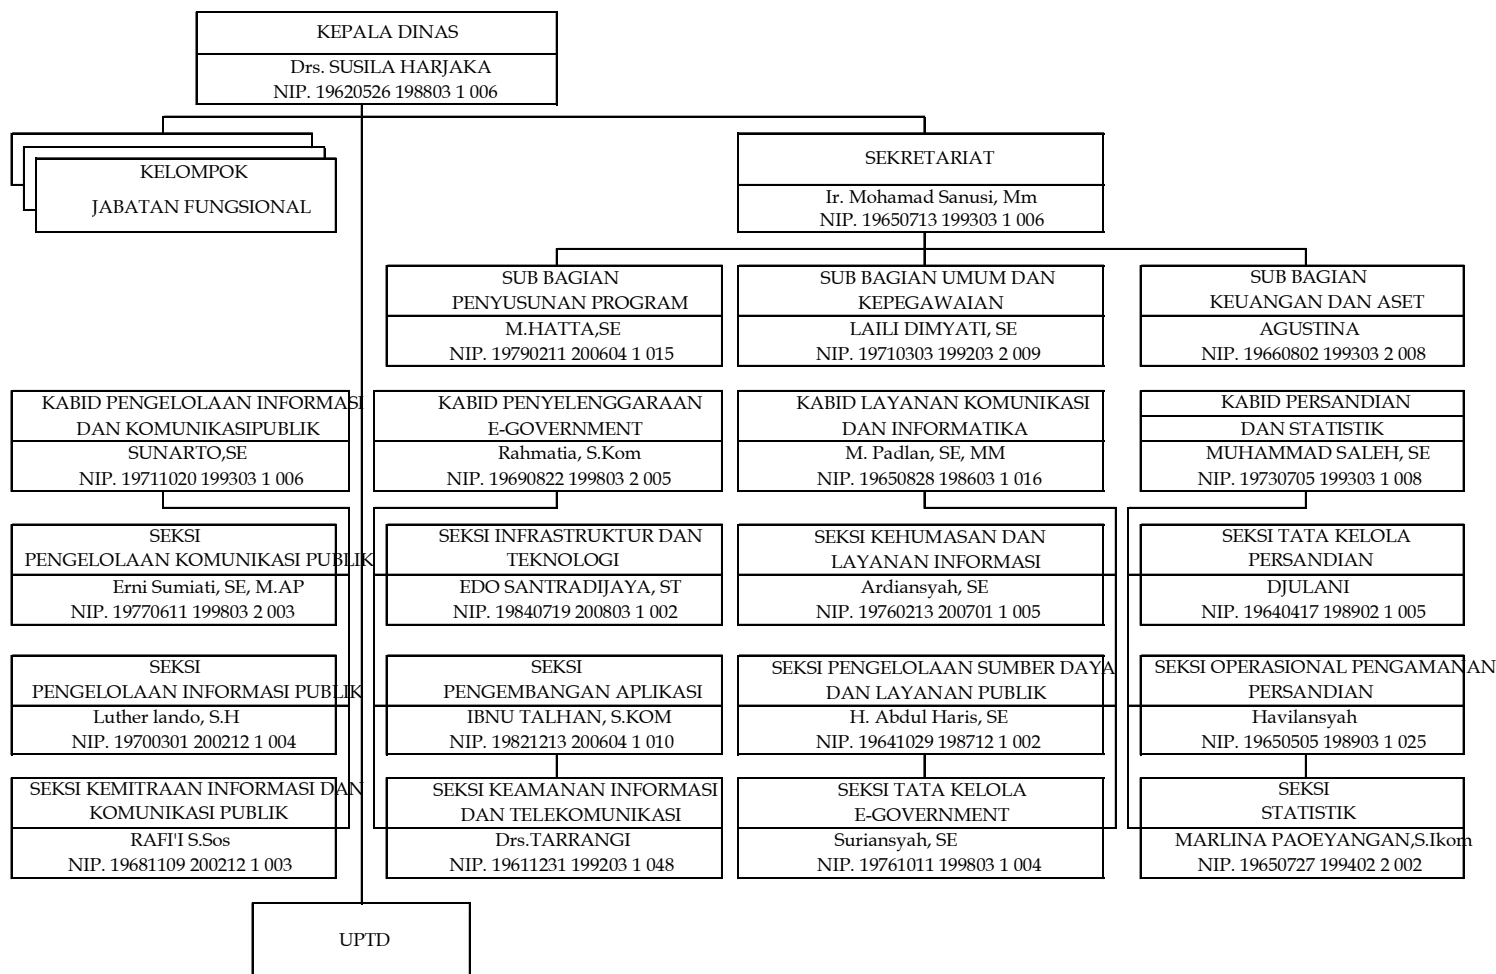 KEPALA DINAS
Drs. SUSILA HARJAKA
NIP. 19620526 198803 1 006
KELOMPOK
JABATAN FUNGSIONAL
SEKRETARIAT
Ir. Mohamad Sanusi, Mm
NIP. 19650713 199303 1 006
SUB BAGIAN
PENYUSUNAN PROGRAM
M.HATTA,SE
NIP. 19790211 200604 1 015
SUB BAGIAN UMUM DAN
KEPEGAWAIAN
LAILI DIMYATI, SE
NIP. 19710303 199203 2 009
SUB BAGIAN
KEUANGAN DAN ASET
AGUSTINA
NIP. 19660802 199303 2 008
KABID PENGELOLAAN INFORMASI
DAN KOMUNIKASIPUBLIK
SUNARTO,SE
NIP. 19711020 199303 1 006
KABID PENYELENGGARAAN
E-GOVERNMENT
Rahmatia, S.Kom
NIP. 19690822 199803 2 005
KABID LAYANAN KOMUNIKASI
DAN INFORMATIKA
M. Padlan, SE, MM
NIP. 19650828 198603 1 016
KABID PERSANDIAN
DAN STATISTIK
MUHAMMAD SALEH, SE
NIP. 19730705 199303 1 008
SEKSI
PENGELOLAAN KOMUNIKASI PUBLIK
Erni Sumiati, SE, M.AP
NIP. 19770611 199803 2 003
SEKSI INFRASTRUKTUR DAN
TEKNOLOGI
EDO SANTRADIJAYA, ST
NIP. 19840719 200803 1 002
SEKSI KEHUMASAN DAN
LAYANAN INFORMASI
Ardiansyah, SE
NIP. 19760213 200701 1 005
SEKSI TATA KELOLA
PERSANDIAN
DJULANI
NIP. 19640417 198902 1 005
SEKSI
PENGELOLAAN INFORMASI PUBLIK
Luther lando, S.H
NIP. 19700301 200212 1 004
SEKSI
PENGEMBANGAN APLIKASI
IBNU TALHAN, S.KOM
NIP. 19821213 200604 1 010
SEKSI PENGELOLAAN SUMBER DAYA
DAN LAYANAN PUBLIK
H. Abdul Haris, SE
NIP. 19641029 198712 1 002
SEKSI OPERASIONAL PENGAMANAN
PERSANDIAN
Havilansyah
NIP. 19650505 198903 1 025
SEKSI KEMITRAAN INFORMASI DAN
KOMUNIKASI PUBLIK
RAFI'I S.Sos
NIP. 19681109 200212 1 003
SEKSI KEAMANAN INFORMASI
DAN TELEKOMUNIKASI
Drs.TARRANGI
NIP. 19611231 199203 1 048
SEKSI TATA KELOLA
E-GOVERNMENT
Suriansyah, SE
NIP. 19761011 199803 1 004
SEKSI
STATISTIK
MARLINA PAOEYANGAN,S.Ikom
NIP. 19650727 199402 2 002
UPTD